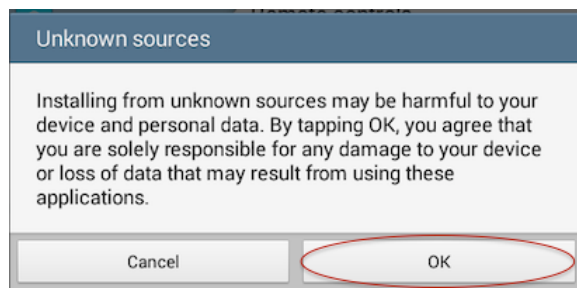 Remote controls
Unknown sources
Installing from unknown sources may be harmful to your
device and personal data. By tapping OK, you agree that
you are solely responsible for any damage to your device
or loss of data that may result from using these
applications.
Cancel
OK